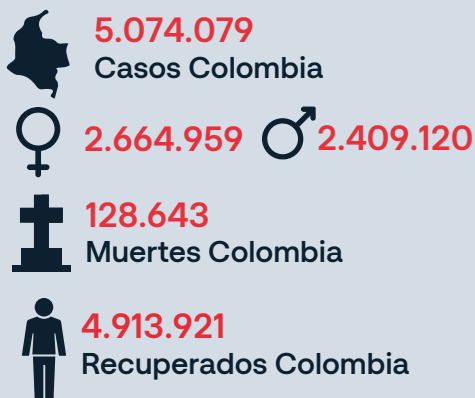 5.074.079
Casos Colombia
2.664.959 2.409.120
128.643
Muertes Colombia
4.913.921
Recuperados Colombia